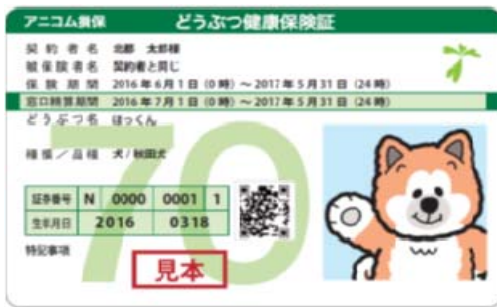 アニコム損保 どうぶつ健康保険証
契約者名 北郡 太郎様
被保険者名 契約者と同じ
保険期間 2016年6月1日(0時)～2017年5月31日(24時)
窓口精算期間 2016年7月1日(0時)～2017年5月31日(24時)
どうぶつ名 ほっくん
種類/品種 犬/秋田犬
70
証券番号 N 0000 0001 1
生年月日 2016 0318
特記事項
見本